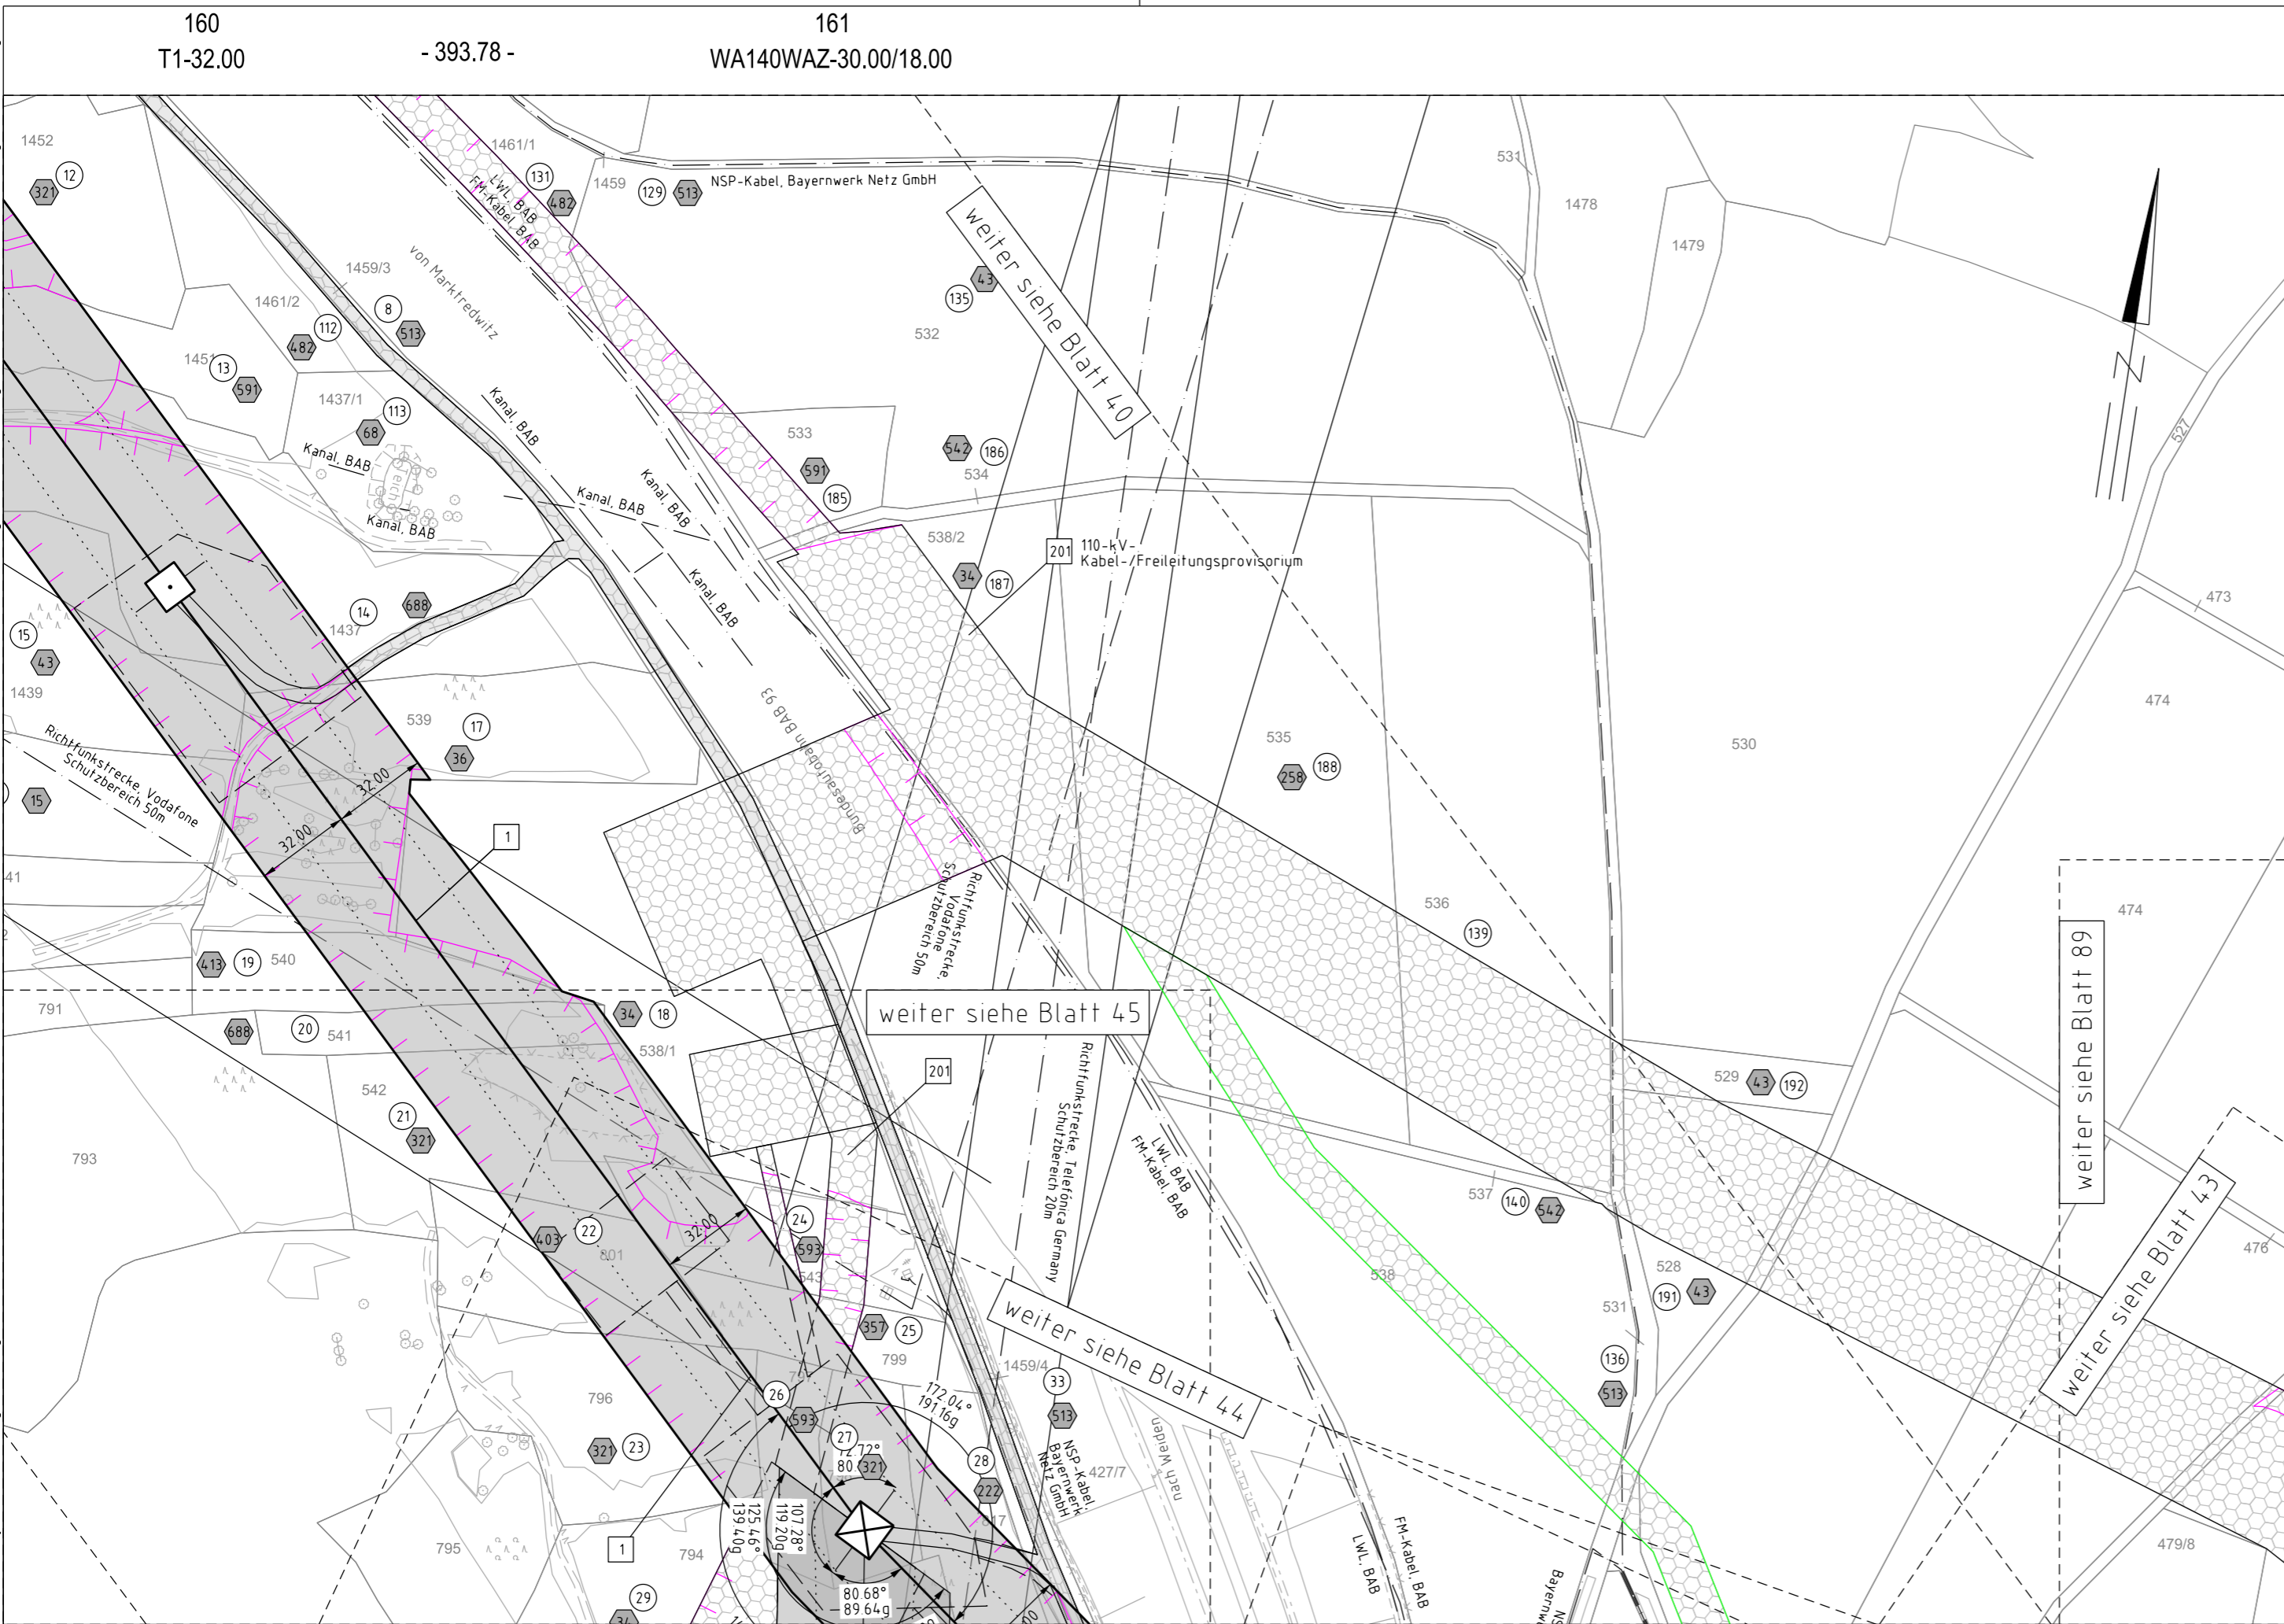 160
161
T1-32.00
- 393.78 -
WA140WAZ-30.00/18.00
1452
12
321
1461/1
131
482
LWL, BAB
FM-Kabel, BAB
1459
129
513
NSP-Kabel, Bayernwerk Netz GmbH
531
1478
1479
weiter siehe Blatt 40
43
135
532
von Marktredwitz
1459/3
8
513
1461/2
112
482
13
591
1437/1
113
68
Kanal, BAB
Teich
Kanal, BAB
Kanal, BAB
Kanal, BAB
Kanal, BAB
Kanal, BAB
533
591
185
542
186
534
538/2
34
187
201
110-kV-
Kabel-/Freileitungsprovisorium
N
527
473
474
530
14
688
1437
15
43
1439
17
539
36
Richtfunkstrecke, Vodafone
Schutzbereich 50m
15
32.00
32.00
1
Bundesautobahn BAB 93
535
258
188
536
139
Richtfunkstrecke,
Vodafone
Schutzbereich 50m
474
weiter siehe Blatt 89
413
19
540
791
688
20
541
34
18
538/1
weiter siehe Blatt 45
201
542
21
321
793
529
43
192
Richtfunkstrecke, Telefónica Germany
Schutzbereich 20m
LWL, BAB
FM-Kabel, BAB
537
140
542
403
22
801
32.00
24
593
543
357
25
799
538
528
191
43
531
136
513
weiter siehe Blatt 43
476
weiter siehe Blatt 44
1459/4
33
513
NSP-Kabel,
Bayernwerk
Netz GmbH
427/7
nach Weiden
796
321
23
26
593
27
321
172.04°
191.16g
28
222
107.28°
119.20g
125.46°
139.40g
80.68°
89.64g
795
1
794
29
34
LWL, BAB
FM-Kabel, BAB
479/8